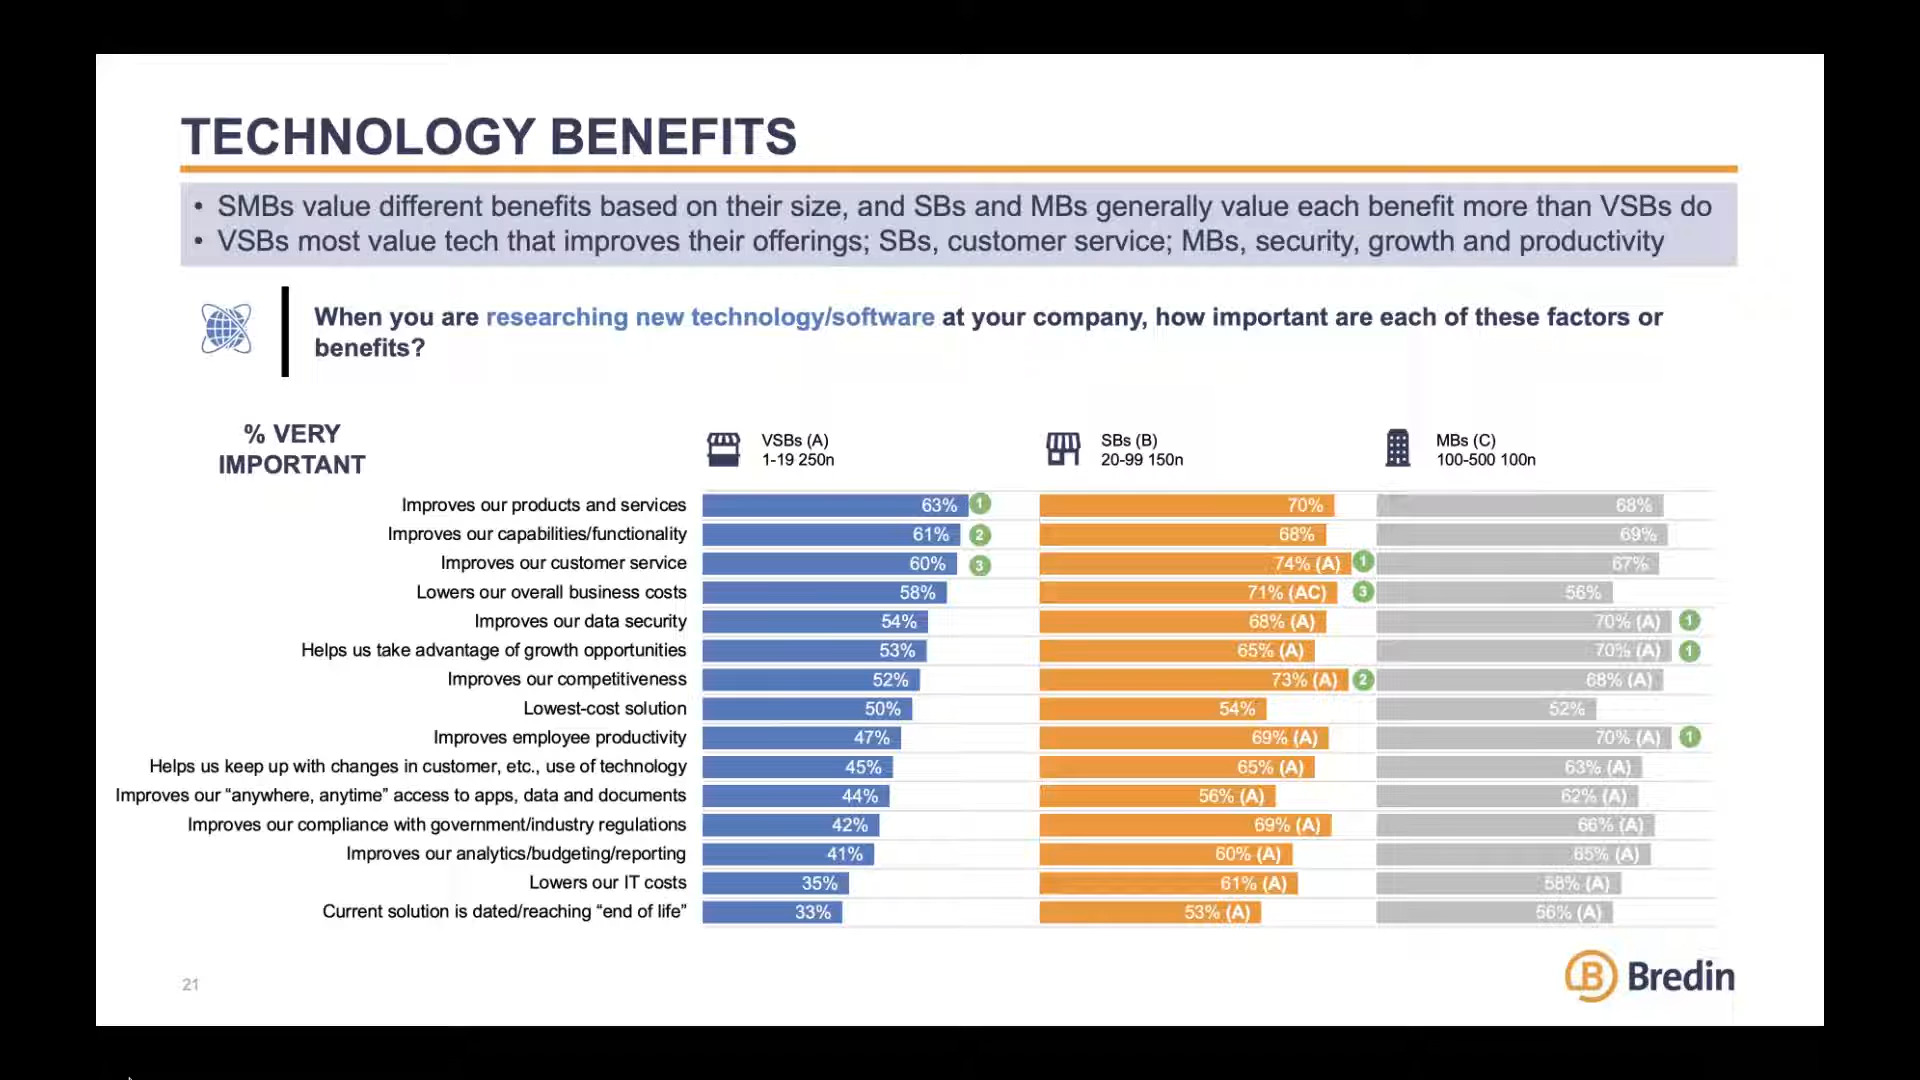 TECHNOLOGY BENEFITS
• SMBs value different benefits based on their size, and SBs and MBs generally value each benefit more than VSBs do
• VSBs most value tech that improves their offerings; SBs, customer service; MBs, security, growth and productivity
When you are researching new technology/software at your company, how important are each of these factors or
benefits?
% VERY
IMPORTANT
VSBs (A)
1-19 250n
SBs (B)
20-99 150n
MBs (C)
100-500 100n
Improves our products and services 63% 1 70% 68%
Improves our capabilities/functionality 61% 2 68% 69%
Improves our customer service 60% 3 74% (A) 1 67%
Lowers our overall business costs 58% 71% (AC) 3 56%
Improves our data security 54% 68% (A) 70% (A) 1
Helps us take advantage of growth opportunities 53% 65% (A) 70% (A) 1
Improves our competitiveness 52% 73% (A) 2 68% (A)
Lowest-cost solution 50% 54% 52%
Improves employee productivity 47% 69% (A) 70% (A) 1
Helps us keep up with changes in customer, etc., use of technology 45% 65% (A) 63% (A)
Improves our “anywhere, anytime” access to apps, data and documents 44% 56% (A) 62% (A)
Improves our compliance with government/industry regulations 42% 69% (A) 66% (A)
Improves our analytics/budgeting/reporting 41% 60% (A) 65% (A)
Lowers our IT costs 35% 61% (A) 58% (A)
Current solution is dated/reaching “end of life” 33% 53% (A) 56% (A)
21
B Bredin